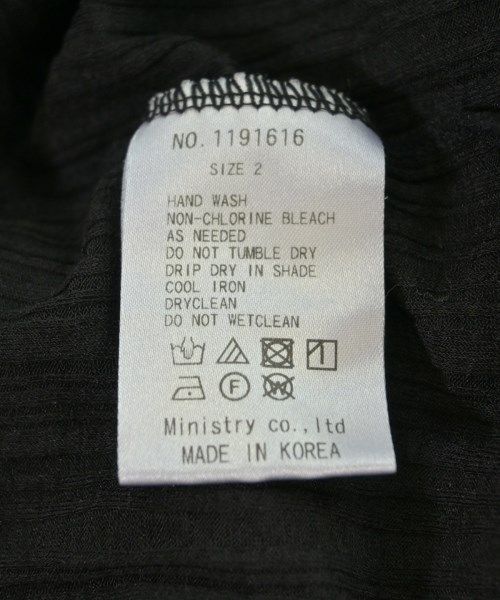 NO. 1191616
SIZE 2
HAND WASH
NON-CHLORINE BLEACH
AS NEEDED
DO NOT TUMBLE DRY
DRIP DRY IN SHADE
COOL IRON
DRYCLEAN
DO NOT WETCLEAN
F W
Ministry co.,ltd
MADE IN KOREA